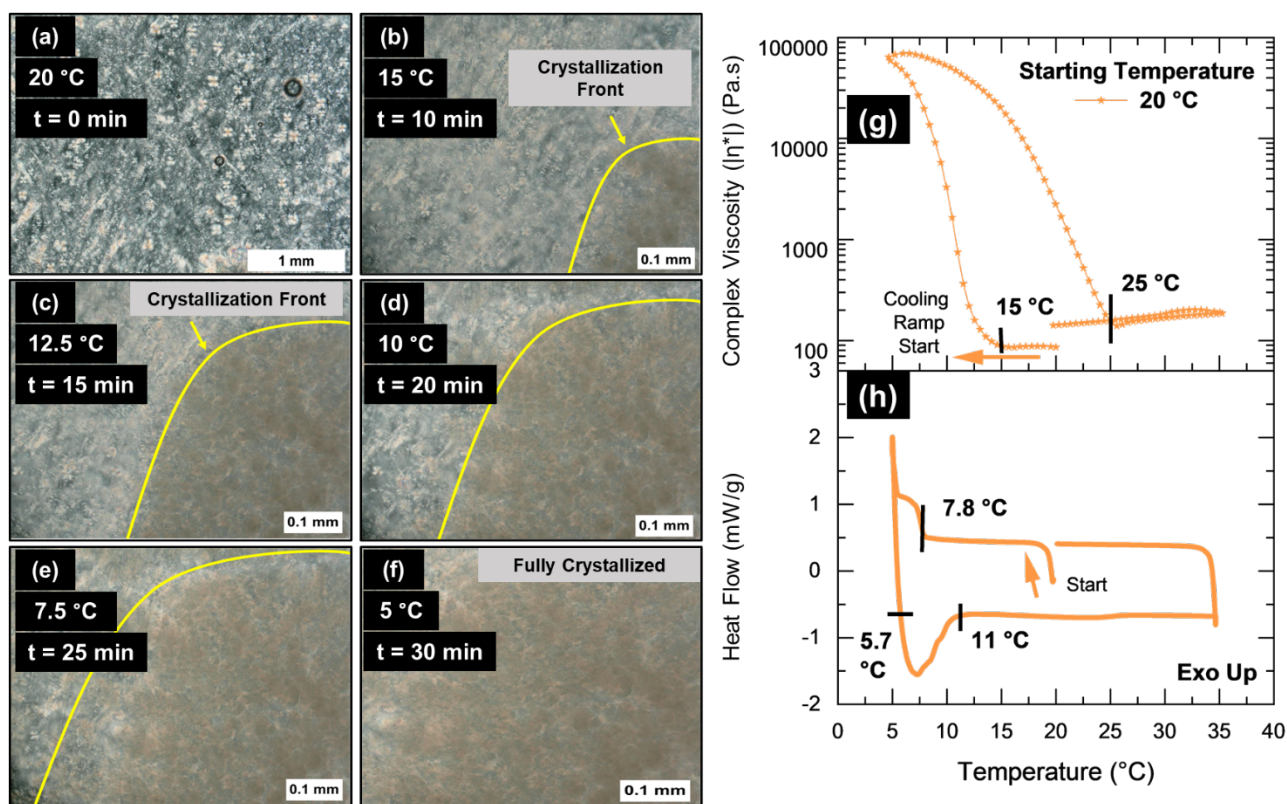 (a)
20 °C
t = 0 min
1 mm
(b)
15 °C
t = 10 min
Crystallization
Front
0.1 mm
(c)
12.5 °C
t = 15 min
Crystallization Front
0.1 mm
(d)
10 °C
t = 20 min
0.1 mm
(e)
7.5 °C
t = 25 min
0.1 mm
(f)
5 °C
t = 30 min
Fully Crystallized
0.1 mm
Complex Viscosity (|η*|) (Pa.s)
100000
10000
1000
100
(g)
Starting Temperature
20 °C
Cooling
Ramp
Start
15 °C
25 °C
Heat Flow (mW/g)
3
2
1
0
-1
-2
(h)
7.8 °C
Start
5.7
°C
11 °C
Exo Up
0 5 10 15 20 25 30 35 40
Temperature (°C)